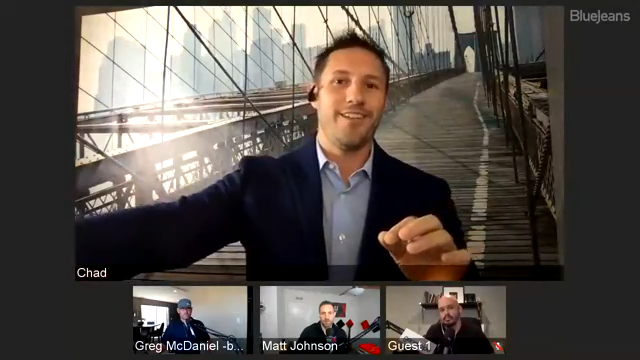 BlueJeans
Chad
Greg McDaniel -b...
Matt Johnson
Guest 1